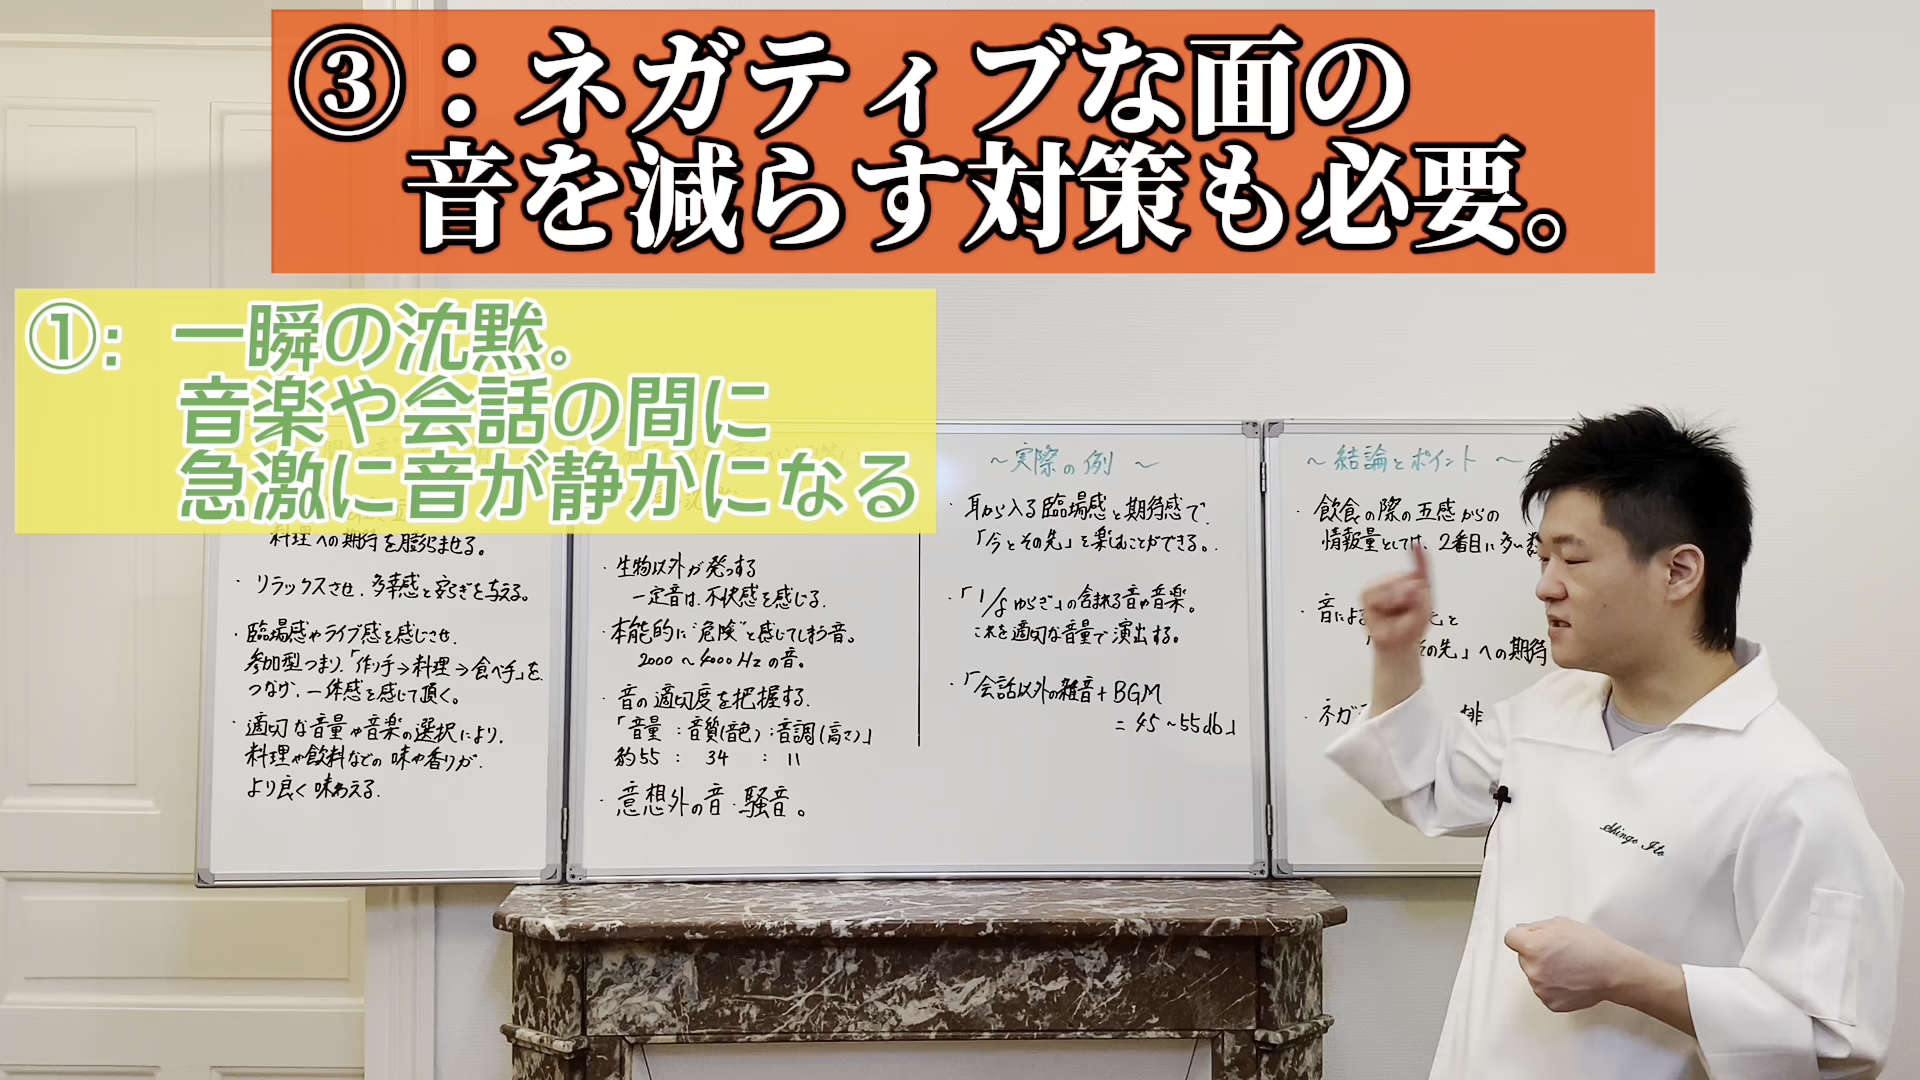 ③：ネガティブな面の
音を減らす対策も必要。
①: 一瞬の沈黙。
音楽や会話の間に
急激に音が静かになる
料理への期待を膨らませる。
・リラックスさせ、多幸感と安らぎを与える。
・臨場感やライブ感を感じさせ、
参加型つまり、「作り手→料理→食べ手」を
つなげ、一体感を感じて頂く。
・適切な音量や音楽の選択により、
料理や飲料などの味や香りが、
より良く味わえる。
・生物以外が発っする
一定音は、不快感を感じる。
・本能的に"危険"と感じてしまう音。
2000～4000Hzの音。
・音の適切度を把握する。
「音量：音質(音色)：音調(高さ)」
約55 : 34 : 11
・意想外の音・騒音。
～実際の例～
・耳から入る臨場感と期待感で、
「今とその先」を楽しむことができる。
・「1/fゆらぎ」の含まれる音や音楽。
これを適切な音量で演出する。
・「会話以外の雑音+BGM
=45～55db」
～結論とポイント～
・飲食の際の五感からの
情報量としては、2番目に多い
・音によ
と
その先」への期待
・ネガ
排
Shingo Ito